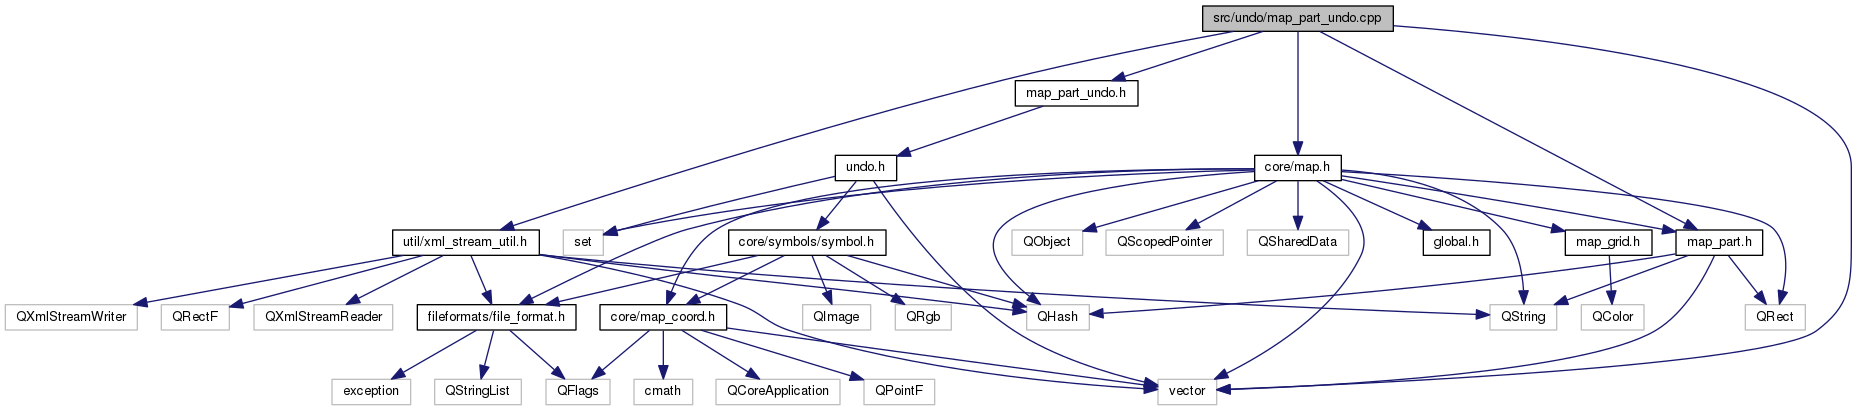 src/undo/map_part_undo.cpp
map_part_undo.h
undo.h
core/map.h
util/xml_stream_util.h
set
core/symbols/symbol.h
QObject
QScopedPointer
QSharedData
global.h
map_grid.h
map_part.h
QXmlStreamWriter
QRectF
QXmlStreamReader
fileformats/file_format.h
core/map_coord.h
QImage
QRgb
QHash
QString
QColor
QRect
exception
QStringList
QFlags
cmath
QCoreApplication
QPointF
vector